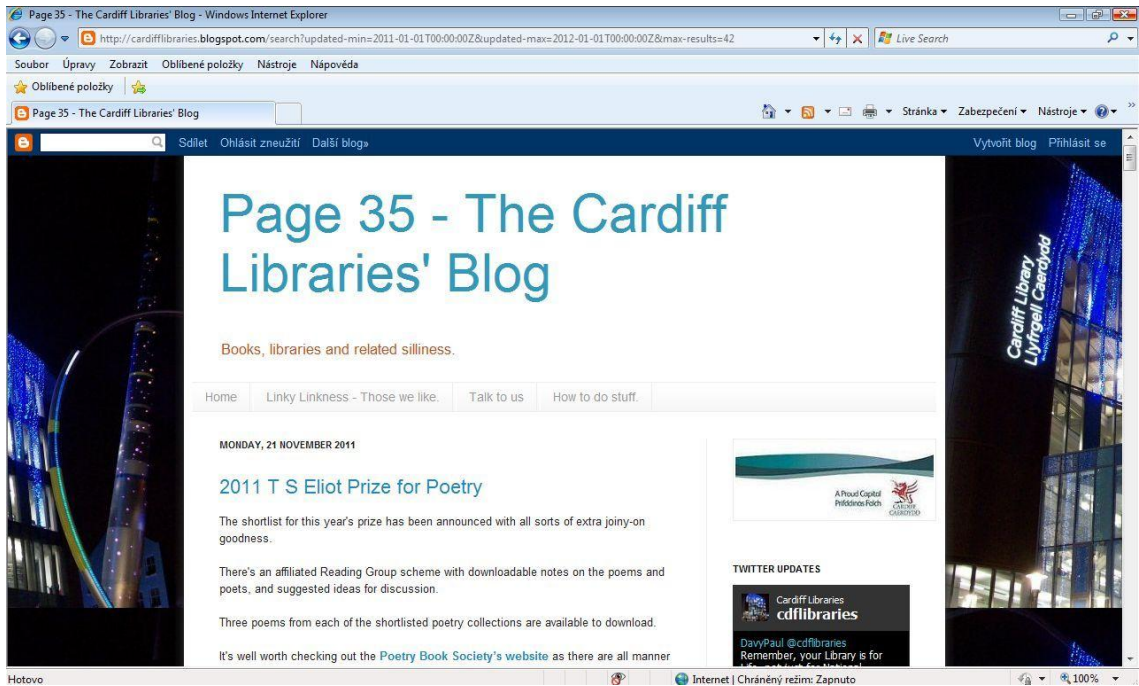 Page 35 - The Cardiff Libraries' Blog - Windows Internet Explorer
http://cardifflibraries.blogspot.com/search?updated-min=2011-01-01T00:00:00Z&updated-max=2012-01-01T00:00:00Z&max-results=42
Live Search
Soubor Úpravy Zobrazit Oblíbené položky Nástroje Nápověda
Oblíbené položky
Page 35 - The Cardiff Libraries' Blog
Stránka Zabezpečení Nástroje
Sdílet Ohlásit zneužití Další blog»
Vytvořit blog Přihlásit se
Page 35 - The Cardiff
Libraries' Blog
Cardiff Library
Llyfrgell Caerdydd
Books, libraries and related silliness.
Home Linky Linkness - Those we like. Talk to us How to do stuff.
MONDAY, 21 NOVEMBER 2011
2011 T S Eliot Prize for Poetry
The shortlist for this year's prize has been announced with all sorts of extra joiny-on
goodness.
There's an affiliated Reading Group scheme with downloadable notes on the poems and
poets, and suggested ideas for discussion.
Three poems from each of the shortlisted poetry collections are available to download.
It's well worth checking out the Poetry Book Society's website as there are all manner
A Proud Capital
Prifddinas Falch
CARDIFF
CAERDYDD
TWITTER UPDATES
Cardiff Libraries
cdflibraries
DavyPaul @cdflibraries
Remember, your Library is for
Hotovo
Internet | Chráněný režim: Zapnuto
100%